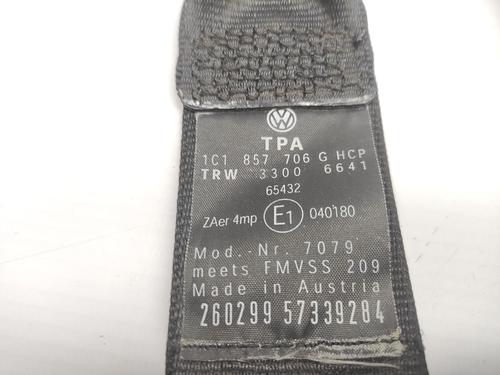 TPA
1C1 857 706 G HCP
TRW 3300 6641
65432
ZAer 4mp E1 040180
Mod.-Nr. 7079
meets FMVSS 209
Made in Austria
260299 57339284